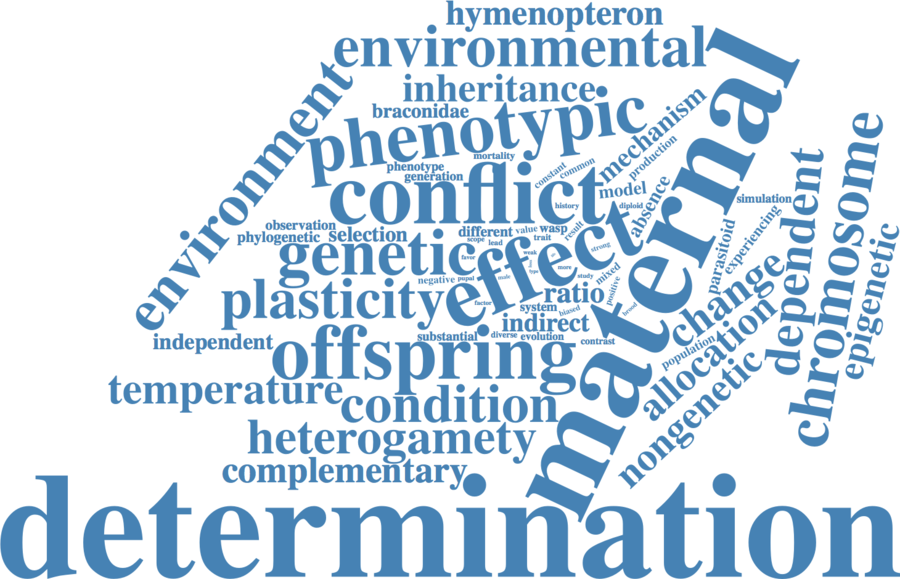 hymenopteron
environmental
inheritance
braconidae
phenotypic
environment
mortality
phenotype
generation
constant
common
mechanism
production
conflict
history
model
diploid
absence
maternal
chromosome
dependent
epigenetic
simulation
parasitoid
experiencing
observation
phylogenetic
selection
different
value
wasp
trait
result
scope
lead
strong
effect
genetic
favor
weak
more
type
study
mixed
positive
negative
pupal
male
plasticity
factor
ratio
system
biased
brood
indirect
change
substantial
diverse
evolution
contrast
population
allocation
independent
offspring
nongenetic
temperature
condition
heterogamety
complementary
determination